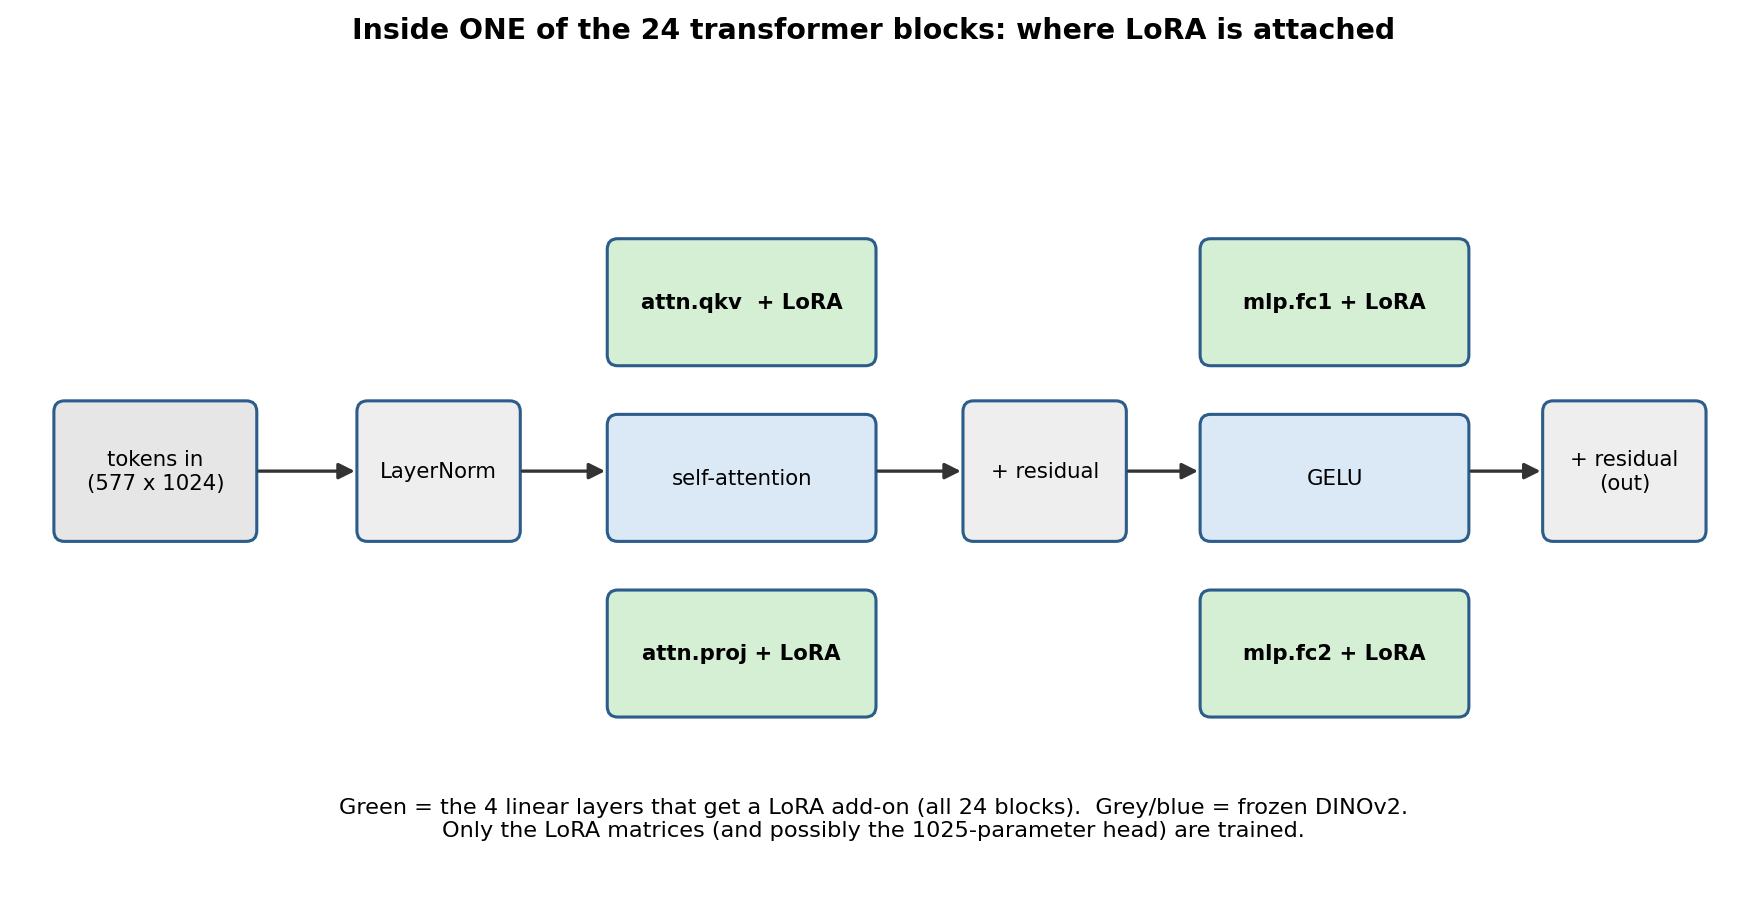 Inside ONE of the 24 transformer blocks: where LoRA is attached
attn.qkv  + LoRA
mlp.fc1 + LoRA
tokens in
(577 x 1024)
LayerNorm
self-attention
+ residual
GELU
+ residual
(out)
attn.proj + LoRA
mlp.fc2 + LoRA
Green = the 4 linear layers that get a LoRA add-on (all 24 blocks).  Grey/blue = frozen DINOv2.
Only the LoRA matrices (and possibly the 1025-parameter head) are trained.